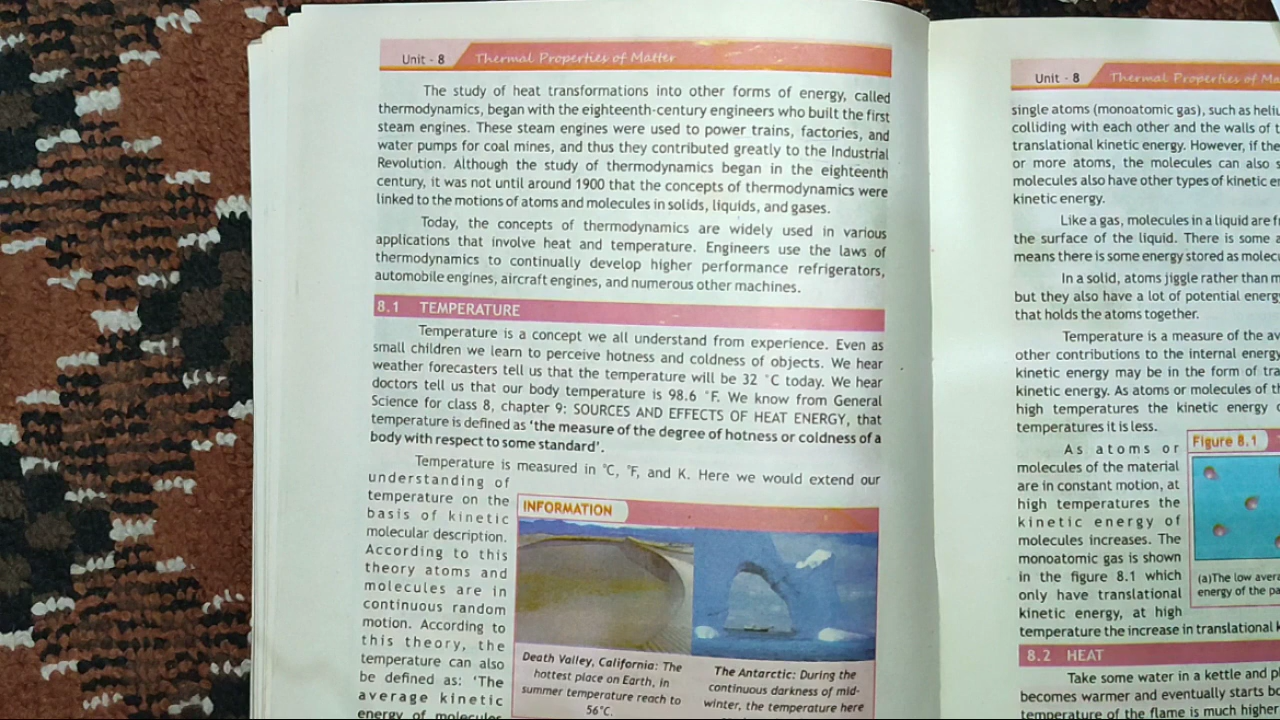 Unit - 8 Thermal Properties of Matter
The study of heat transformations into other forms of energy, called
thermodynamics, began with the eighteenth-century engineers who built the first
steam engines. These steam engines were used to power trains, factories, and
water pumps for coal mines, and thus they contributed greatly to the Industrial
Revolution. Although the study of thermodynamics began in the eighteenth
century, it was not until around 1900 that the concepts of thermodynamics were
linked to the motions of atoms and molecules in solids, liquids, and gases.
Today, the concepts of thermodynamics are widely used in various
applications that involve heat and temperature. Engineers use the laws of
thermodynamics to continually develop higher performance refrigerators,
automobile engines, aircraft engines, and numerous other machines.
8.1 TEMPERATURE
Temperature is a concept we all understand from experience. Even as
small children we learn to perceive hotness and coldness of objects. We hear
weather forecasters tell us that the temperature will be 32 °C today. We hear
doctors tell us that our body temperature is 98.6 °F. We know from General
Science for class 8, chapter 9: SOURCES AND EFFECTS OF HEAT ENERGY, that
temperature is defined as 'the measure of the degree of hotness or coldness of a
body with respect to some standard'.
Temperature is measured in °C, °F, and K. Here we would extend our
understanding of
temperature on the
basis of kinetic
molecular description.
According to this
theory atoms and
molecules are in
continuous random
motion. According to
this theory, the
temperature can also
be defined as: 'The
average kinetic
energy of molecules
INFORMATION
Death Valley, California: The
hottest place on Earth, in
summer temperature reach to
56°C.
The Antarctic: During the
continuous darkness of mid-
winter, the temperature here
Unit - 8 Thermal Properties of
single atoms (monoatomic gas), such as
colliding with each other and the walls of
translational kinetic energy. However, if
or more atoms, the molecules can also
molecules also have other types of kinetic
kinetic energy.
Like a gas, molecules in a liquid are
the surface of the liquid. There is some
means there is some energy stored as
In a solid, atoms jiggle rather than
but they also have a lot of potential
that holds the atoms together.
Temperature is a measure of the
other contributions to the internal
kinetic energy may be in the form of
kinetic energy. As atoms or molecules of
high temperatures the kinetic energy
temperatures it is less.
As atoms or
molecules of the material
are in constant motion, at
high temperatures the
kinetic energy of
molecules increases. The
monoatomic gas is shown
in the figure 8.1 which
only have translational
kinetic energy, at high
temperature the increase in translational
Figure 8.1
(a)The low
energy of the
8.2 HEAT
Take some water in a kettle and
becomes warmer and eventually starts
temperature of the flame is much higher